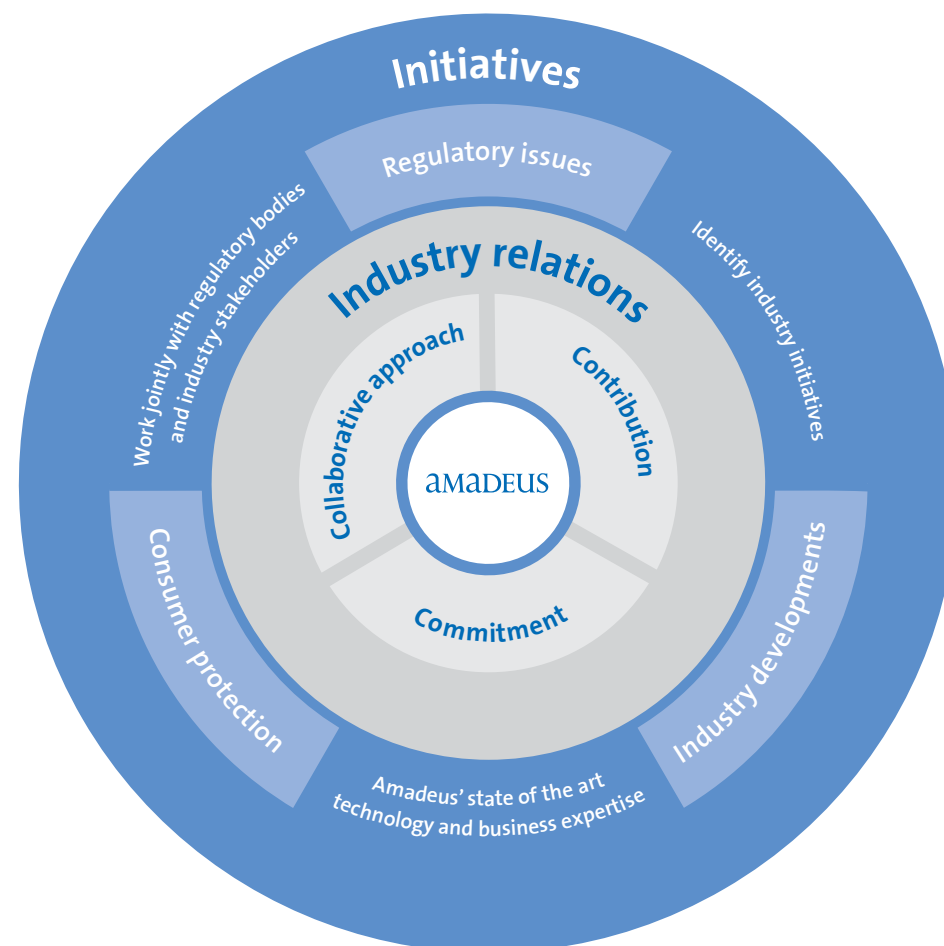 Initiatives
Regulatory issues
Work jointly with regulatory bodies
and industry stakeholders
Identify industry initiatives
Industry relations
Collaborative approach
Contribution
amadeus
Commitment
Consumer protection
Industry developments
Amadeus’ state of the art
technology and business expertise